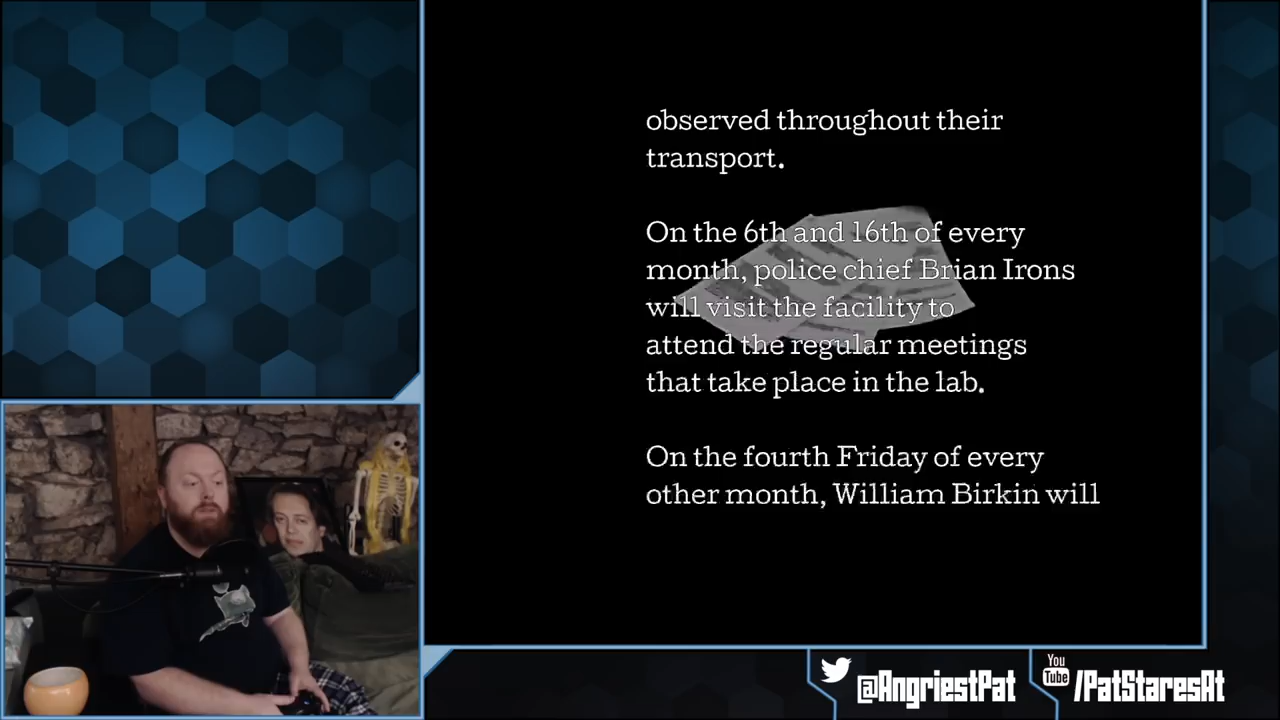 observed throughout their
transport.
On the 6th and 16th of every
month, police chief Brian Irons
will visit the facility to
attend the regular meetings
that take place in the lab.
On the fourth Friday of every
other month, William Birkin will
@AngriestPat
You
Tube
/PatStaresAt